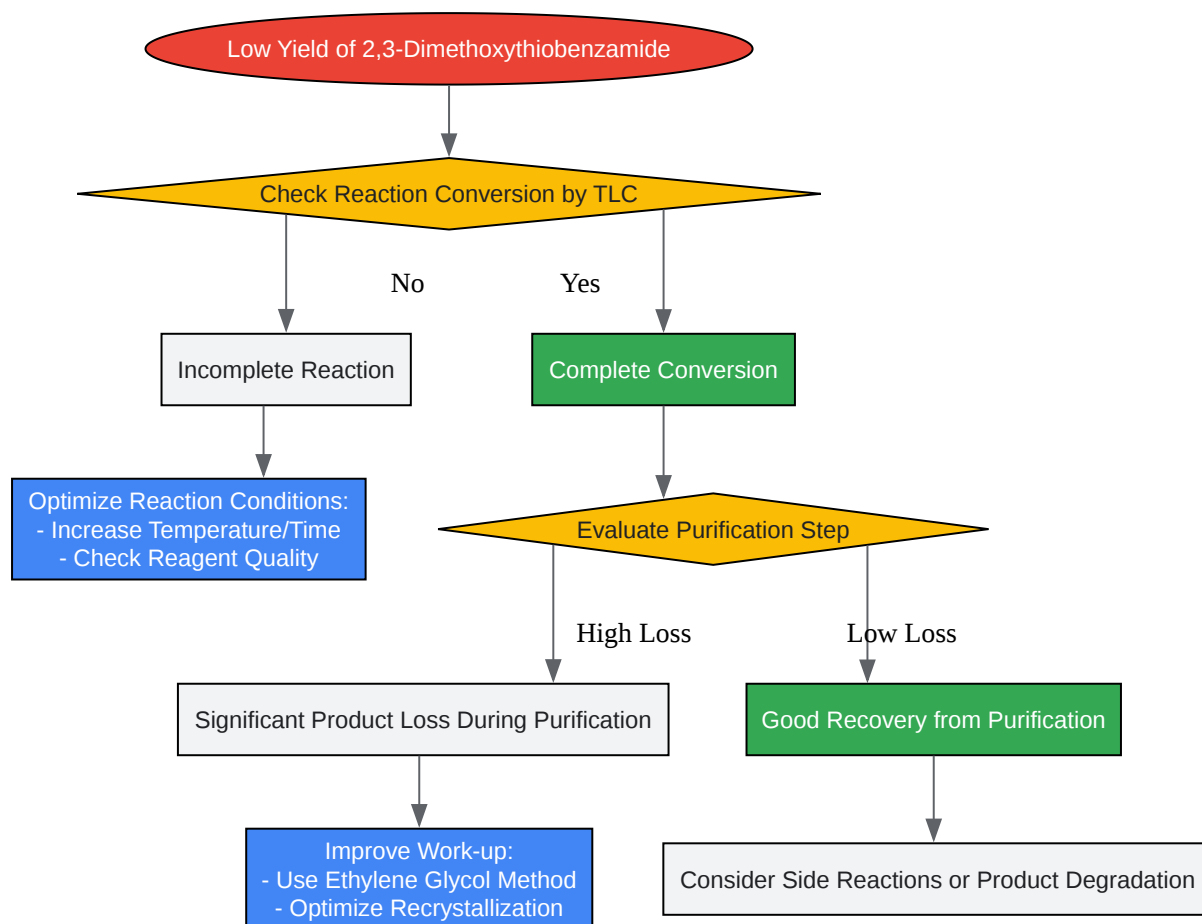 Low Yield of 2,3-Dimethoxythiobenzamide
Check Reaction Conversion by TLC
No
Yes
Incomplete Reaction
Complete Conversion
Optimize Reaction Conditions:
- Increase Temperature/Time
- Check Reagent Quality
Evaluate Purification Step
High Loss
Low Loss
Significant Product Loss During Purification
Good Recovery from Purification
Improve Work-up:
- Use Ethylene Glycol Method
- Optimize Recrystallization
Consider Side Reactions or Product Degradation